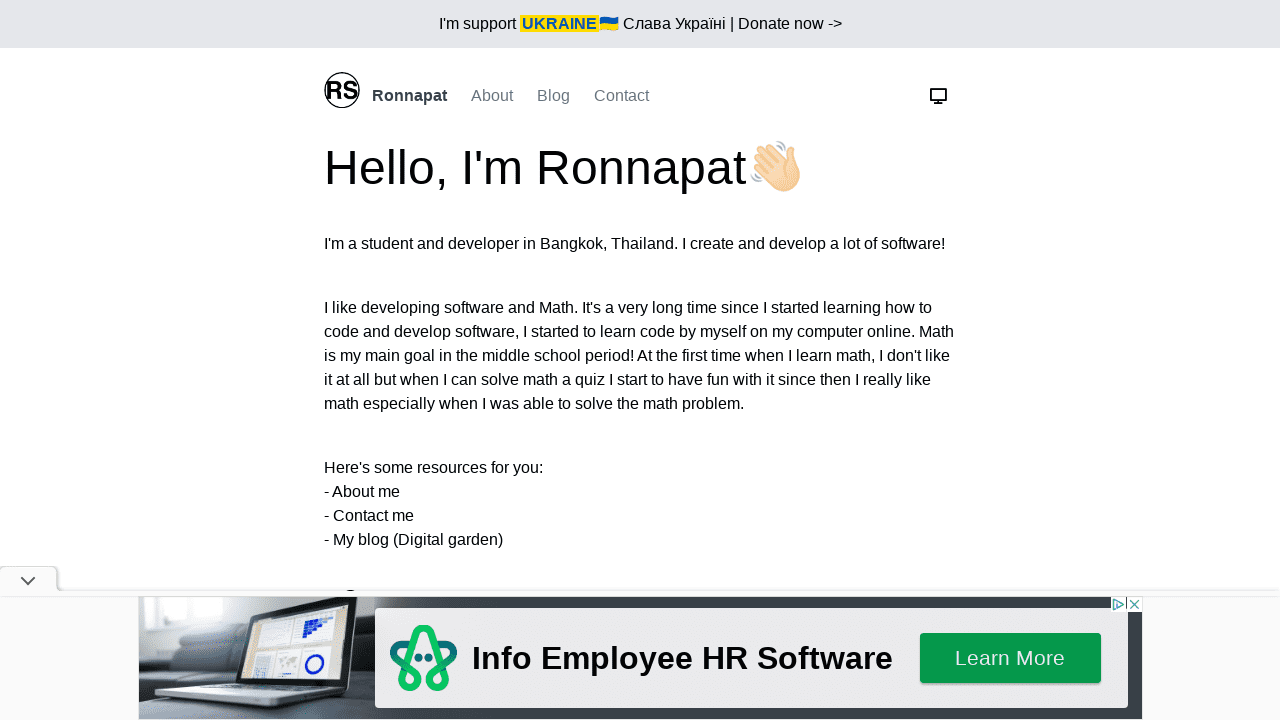 I'm support UKRAINE🇺🇦 Слава Україні | Donate now ->
RS Ronnapat About Blog Contact
Hello, I'm Ronnapat👋🏻
I'm a student and developer in Bangkok, Thailand. I create and develop a lot of software!
I like developing software and Math. It's a very long time since I started learning how to
code and develop software, I started to learn code by myself on my computer online. Math
is my main goal in the middle school period! At the first time when I learn math, I don't like
it at all but when I can solve math a quiz I start to have fun with it since then I really like
math especially when I was able to solve the math problem.
Here's some resources for you:
- About me
- Contact me
- My blog (Digital garden)
Info Employee HR Software
Learn More